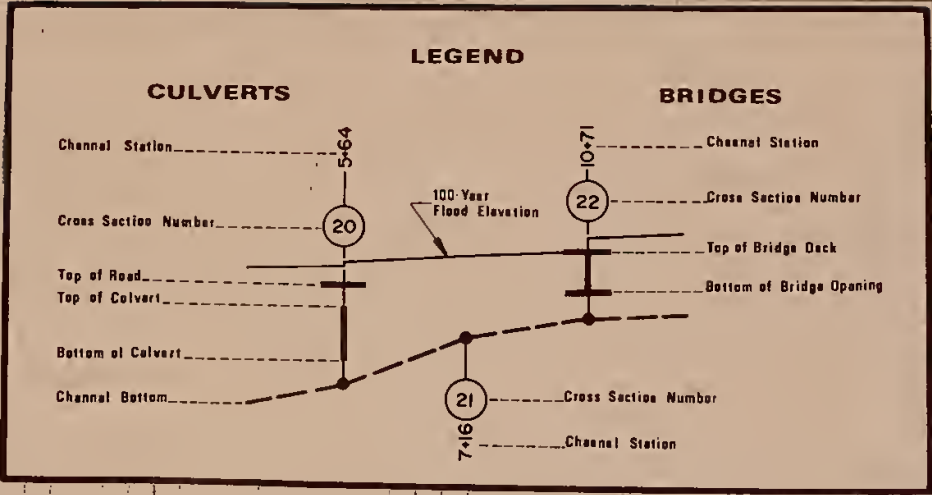 LEGEND
CULVERTS
BRIDGES
Channel Station
5+64
10+71
Channel Station
Cross Section Number
20
100-Year
Flood Elevation
22
Cross Section Number
Top of Road
Top of Bridge Deck
Top of Culvert
Bottom of Bridge Opening
Bottom of Culvert
Channel Bottom
21
Cross Section Number
7+16
Channel Station